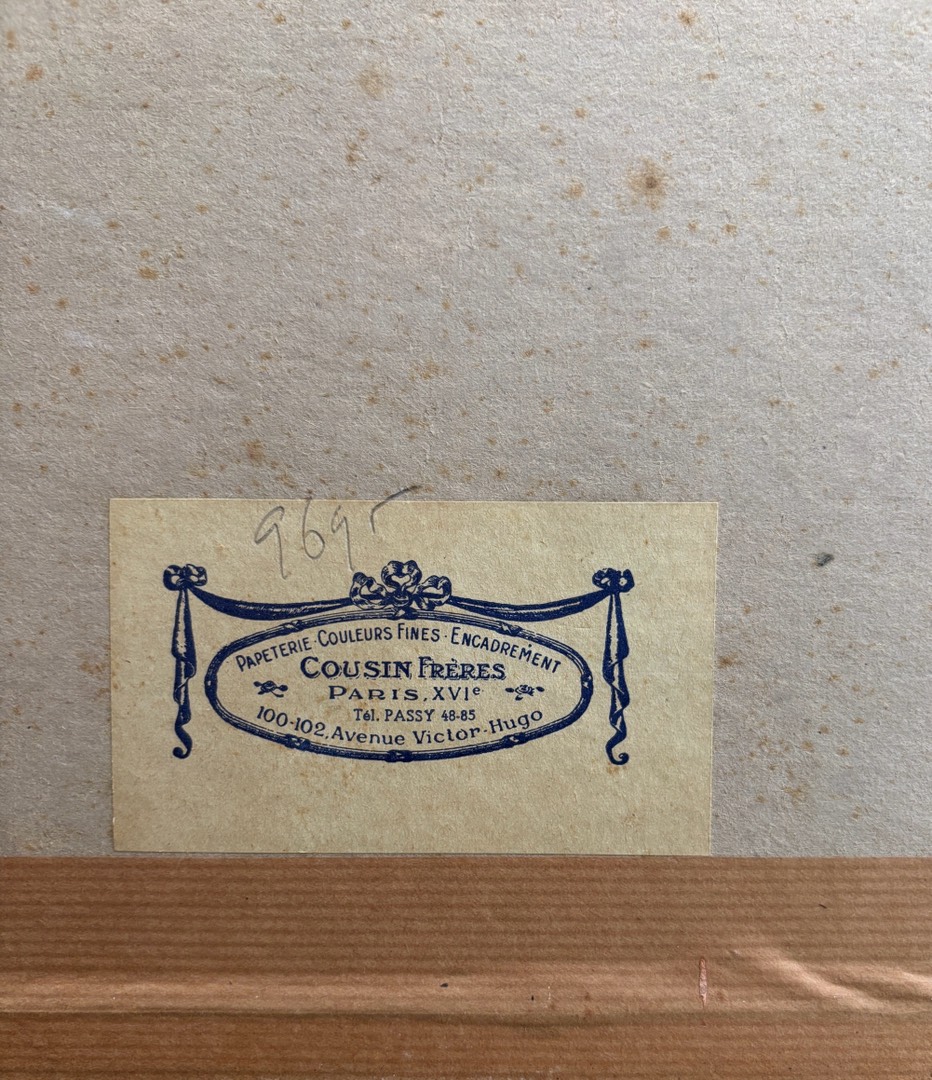 9695
PAPETERIE·COULEURS FINES·ENCADREMENT
COUSIN FRÈRES
PARIS, XVIe
Tél. PASSY 48-85
100-102, Avenue Victor-Hugo